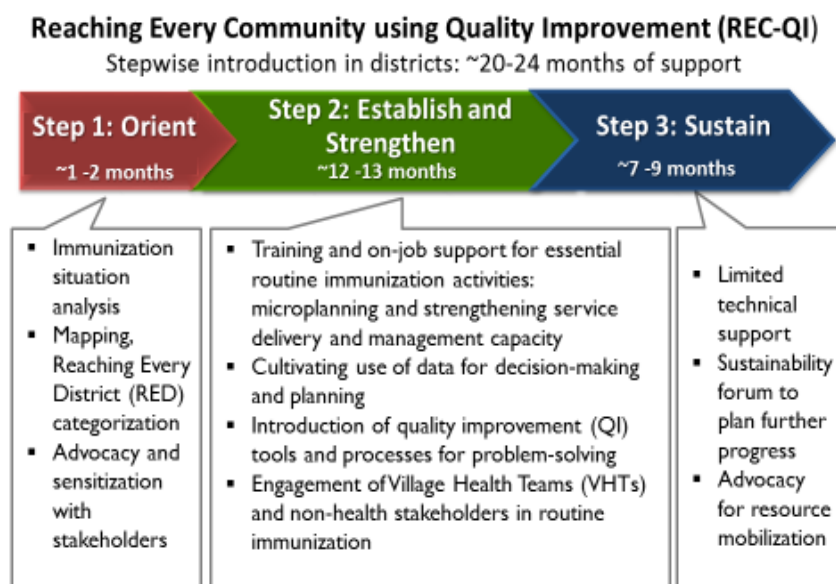 Reaching Every Community using Quality Improvement (REC-QI)
Stepwise introduction in districts: ~20-24 months of support
Step 1: Orient
~1 -2 months
Step 2: Establish and
Strengthen
~12 -13 months
Step 3: Sustain
~7 -9 months
▪ Immunization
situation
analysis
▪ Mapping,
Reaching Every
District (RED)
categorization
▪ Advocacy and
sensitization
with
stakeholders
▪ Training and on-job support for essential
routine immunization activities:
microplanning and strengthening service
delivery and management capacity
▪ Cultivating use of data for decision-making
and planning
▪ Introduction of quality improvement (QI)
tools and processes for problem-solving
▪ Engagement of Village Health Teams (VHTs)
and non-health stakeholders in routine
immunization
▪ Limited
technical
support
▪ Sustainability
forum to
plan further
progress
▪ Advocacy
for resource
mobilization